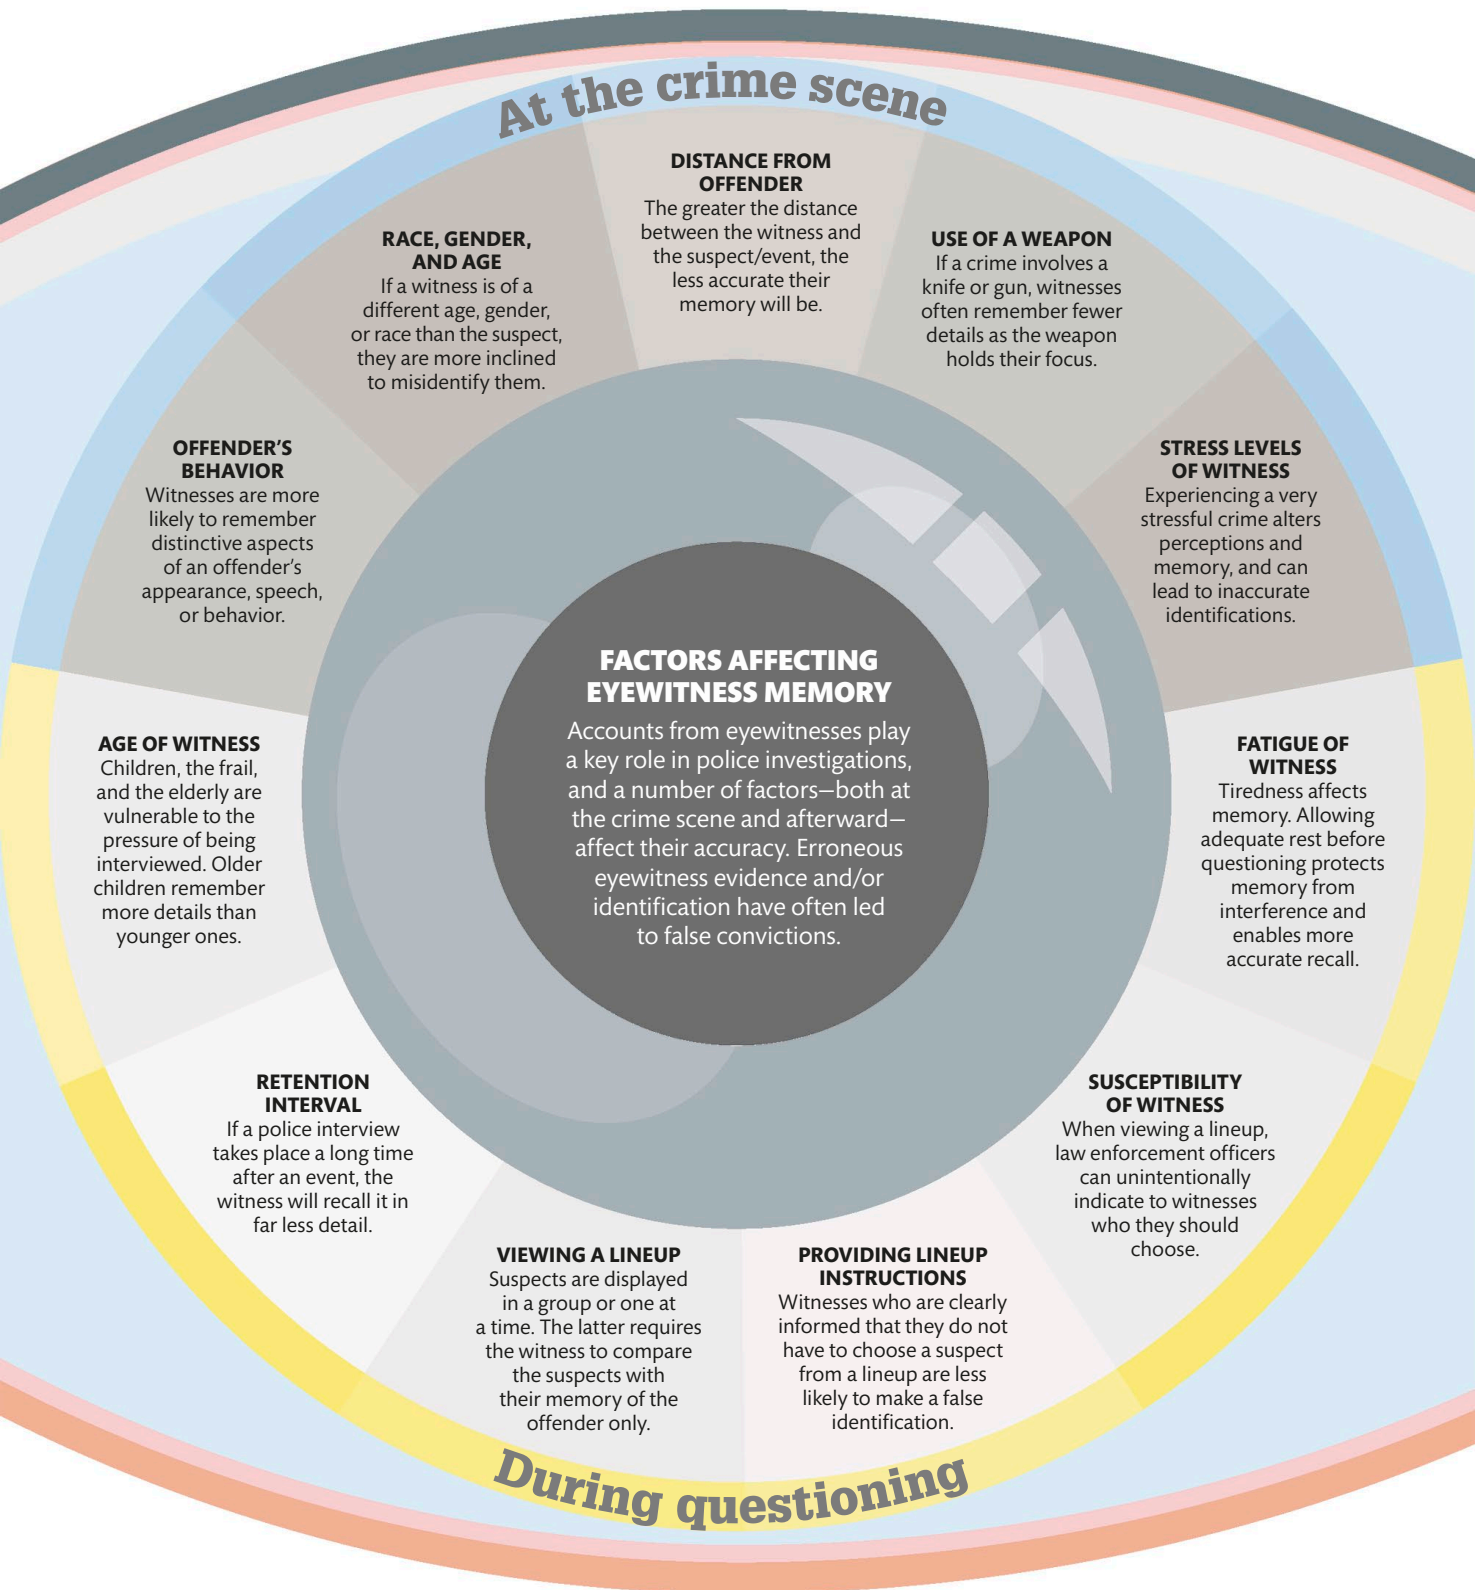 At the crime scene
DISTANCE FROM
OFFENDER
The greater the distance
between the witness and
the suspect/event, the
less accurate their
memory will be.
RACE, GENDER,
AND AGE
If a witness is of a
different age, gender,
or race than the suspect,
they are more inclined
to misidentify them.
USE OF A WEAPON
If a crime involves a
knife or gun, witnesses
often remember fewer
details as the weapon
holds their focus.
OFFENDER'S
BEHAVIOR
Witnesses are more
likely to remember
distinctive aspects
of an offender's
appearance, speech,
or behavior.
STRESS LEVELS
OF WITNESS
Experiencing a very
stressful crime alters
perceptions and
memory, and can
lead to inaccurate
identifications.
FACTORS AFFECTING
EYEWITNESS MEMORY
Accounts from eyewitnesses play
a key role in police investigations,
and a number of factors—both at
the crime scene and afterward—
affect their accuracy. Erroneous
eyewitness evidence and/or
identification have often led
to false convictions.
AGE OF WITNESS
Children, the frail,
and the elderly are
vulnerable to the
pressure of being
interviewed. Older
children remember
more details than
younger ones.
FATIGUE OF
WITNESS
Tiredness affects
memory. Allowing
adequate rest before
questioning protects
memory from
interference and
enables more
accurate recall.
RETENTION
INTERVAL
If a police interview
takes place a long time
after an event, the
witness will recall it in
far less detail.
SUSCEPTIBILITY
OF WITNESS
When viewing a lineup,
law enforcement officers
can unintentionally
indicate to witnesses
who they should
choose.
VIEWING A LINEUP
Suspects are displayed
in a group or one at
a time. The latter requires
the witness to compare
the suspects with
their memory of the
offender only.
PROVIDING LINEUP
INSTRUCTIONS
Witnesses who are clearly
informed that they do not
have to choose a suspect
from a lineup are less
likely to make a false
identification.
During questioning